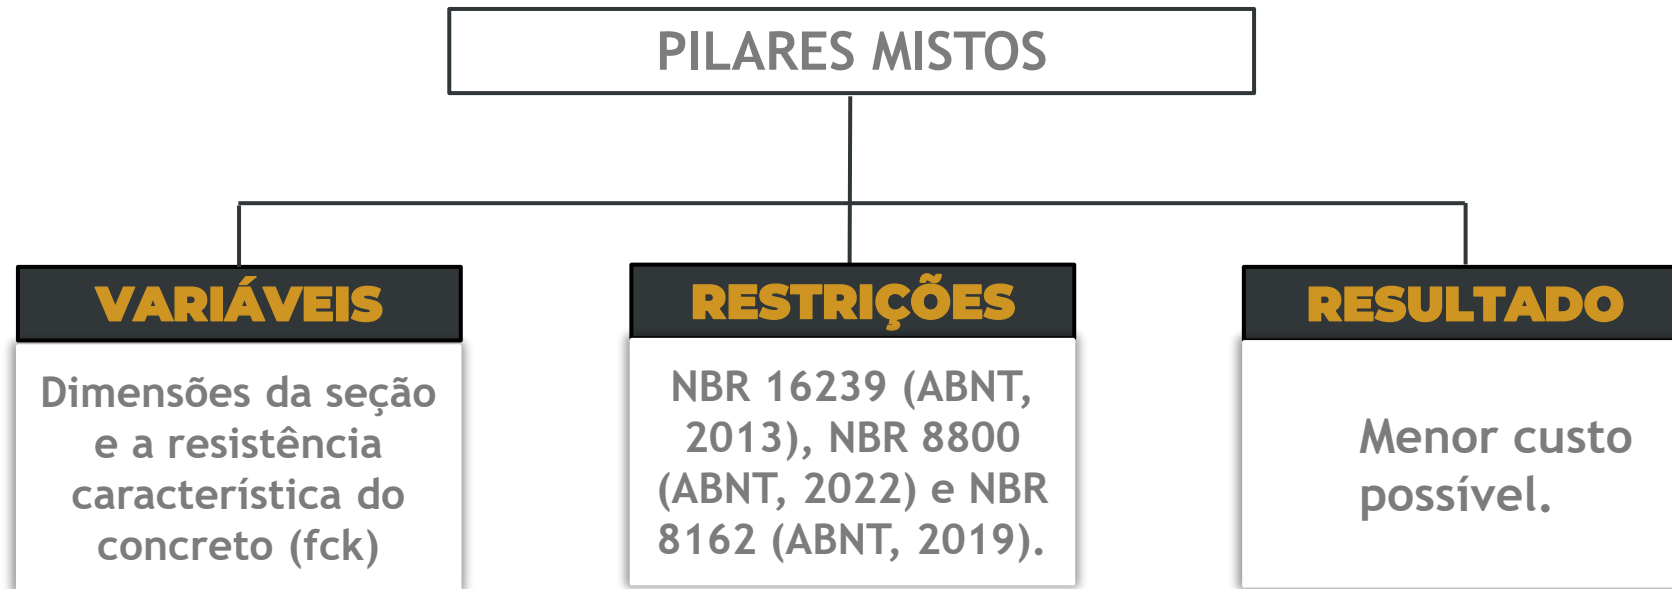 PILARES MISTOS
VARIÁVEIS
Dimensões da seção
e a resistência
característica do
concreto (fck)
RESTRIÇÕES
NBR 16239 (ABNT,
2013), NBR 8800
(ABNT, 2022) e NBR
8162 (ABNT, 2019).
RESULTADO
Menor custo
possível.